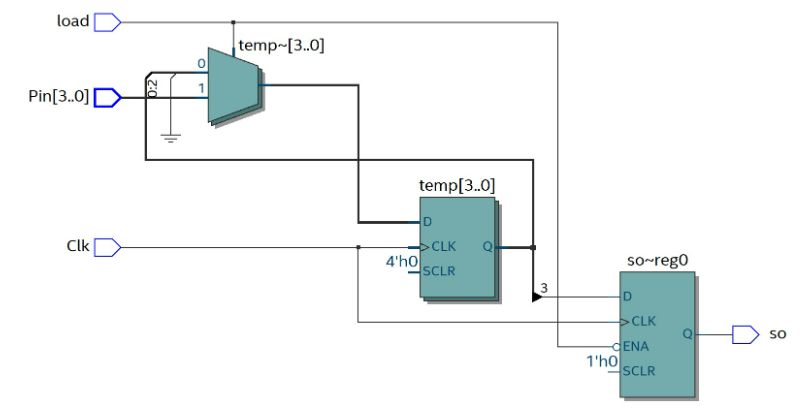 load
temp~[3..0]
0
0:2
Pin[3..0]
1
temp[3..0]
D
Clk
CLK
Q
4'h0
SCLR
so~reg0
3
D
CLK
Q
so
ENA
1'h0
SCLR